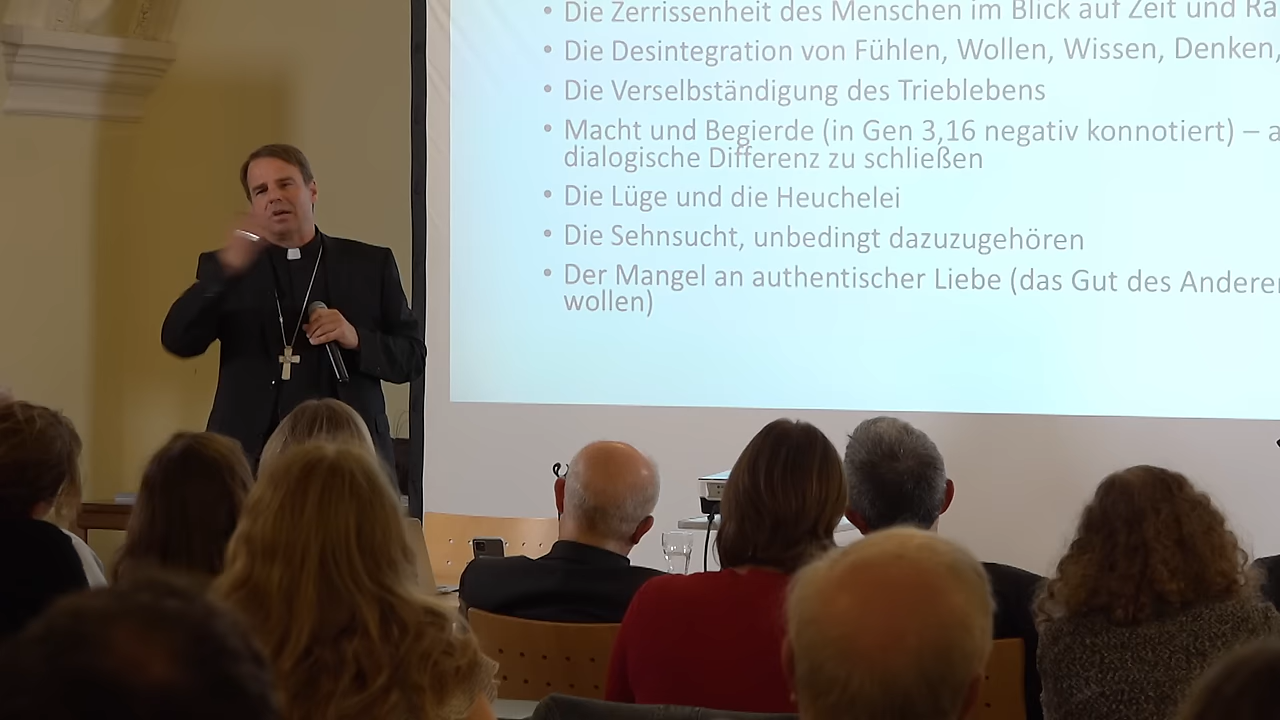 • Die Zerrissenheit des Menschen im Blick auf Zeit und
• Die Desintegration von Fühlen, Wollen, Wissen, Denken,
• Die Verselbständigung des Trieblebens
• Macht und Begierde (in Gen 3,16 negativ konnotiert) –
dialogische Differenz zu schließen
• Die Lüge und die Heuchelei
• Die Sehnsucht, unbedingt dazuzugehören
• Der Mangel an authentischer Liebe (das Gut des Anderen
wollen)